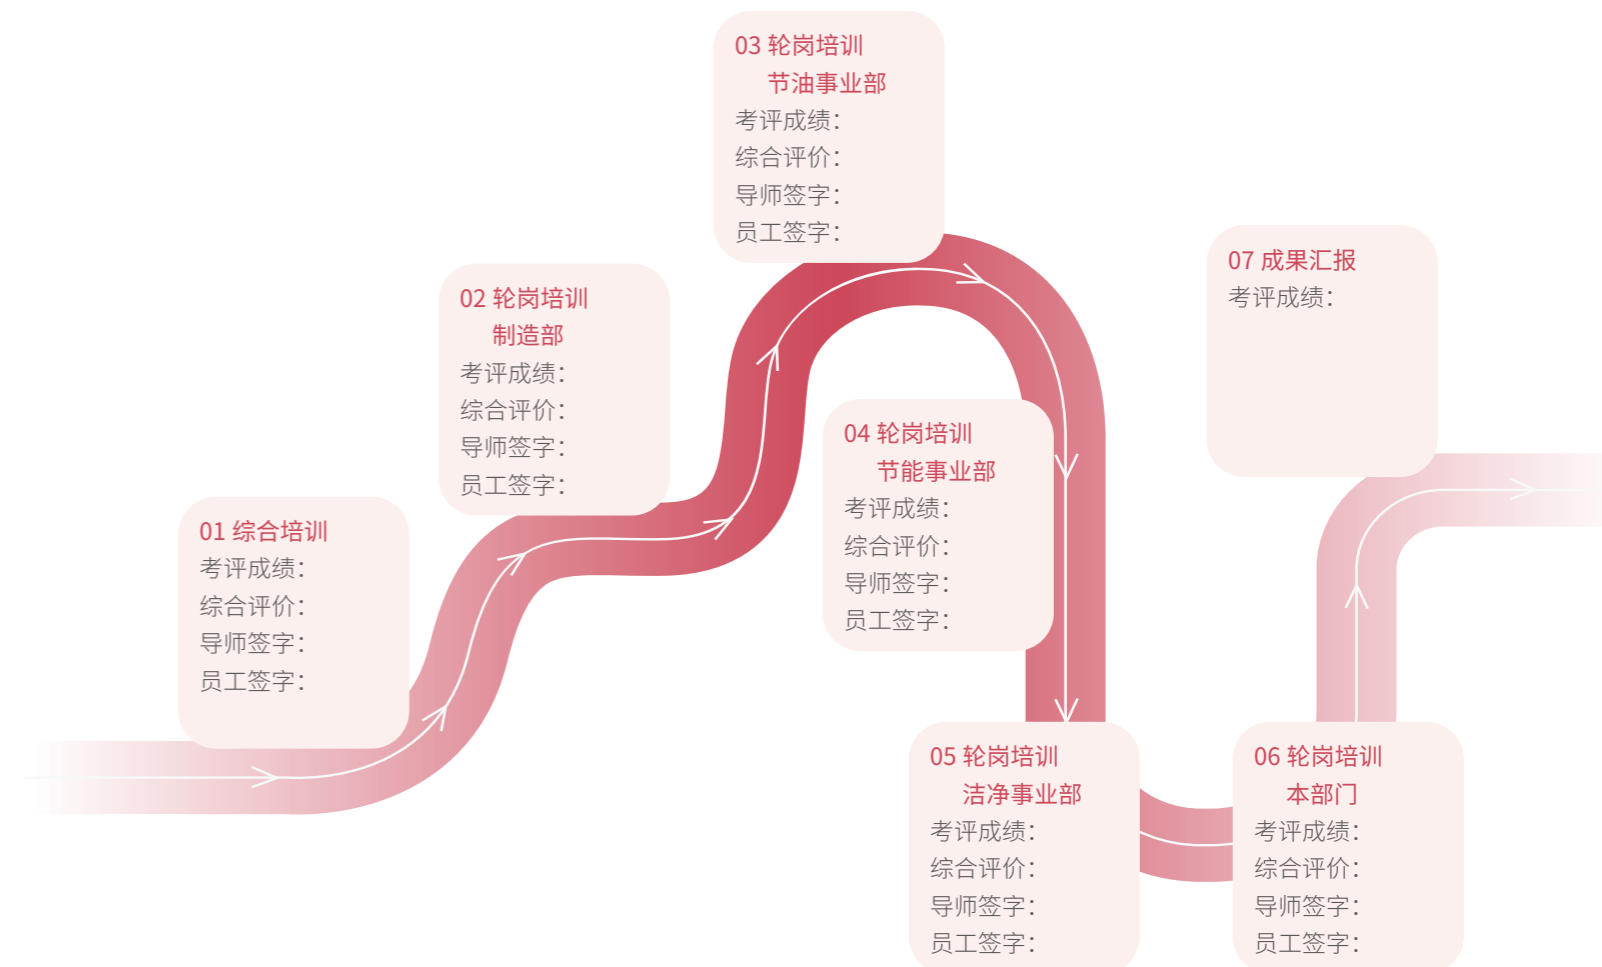 01 综合培训
考评成绩：
综合评价：
导师签字：
员工签字：
02 轮岗培训
制造部
考评成绩：
综合评价：
导师签字：
员工签字：
03 轮岗培训
节油事业部
考评成绩：
综合评价：
导师签字：
员工签字：
04 轮岗培训
节能事业部
考评成绩：
综合评价：
导师签字：
员工签字：
05 轮岗培训
洁净事业部
考评成绩：
综合评价：
导师签字：
员工签字：
06 轮岗培训
本部门
考评成绩：
综合评价：
导师签字：
员工签字：
07 成果汇报
考评成绩：